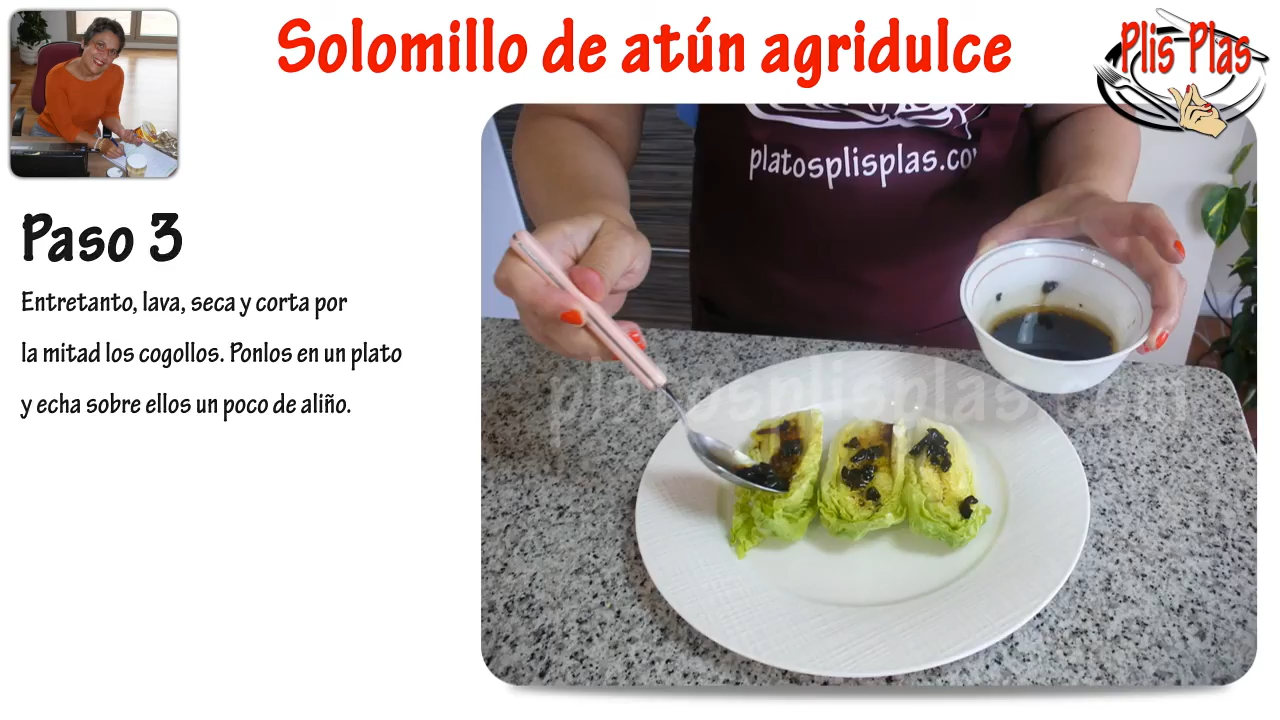 Solomillo de atún agridulce
Plis Plas
platosplisplas.co
Paso 3
Entretanto, lava, seca y corta por
la mitad los cogollos. Ponlos en un plato
y echa sobre ellos un poco de aliño.
platosplisplas.com